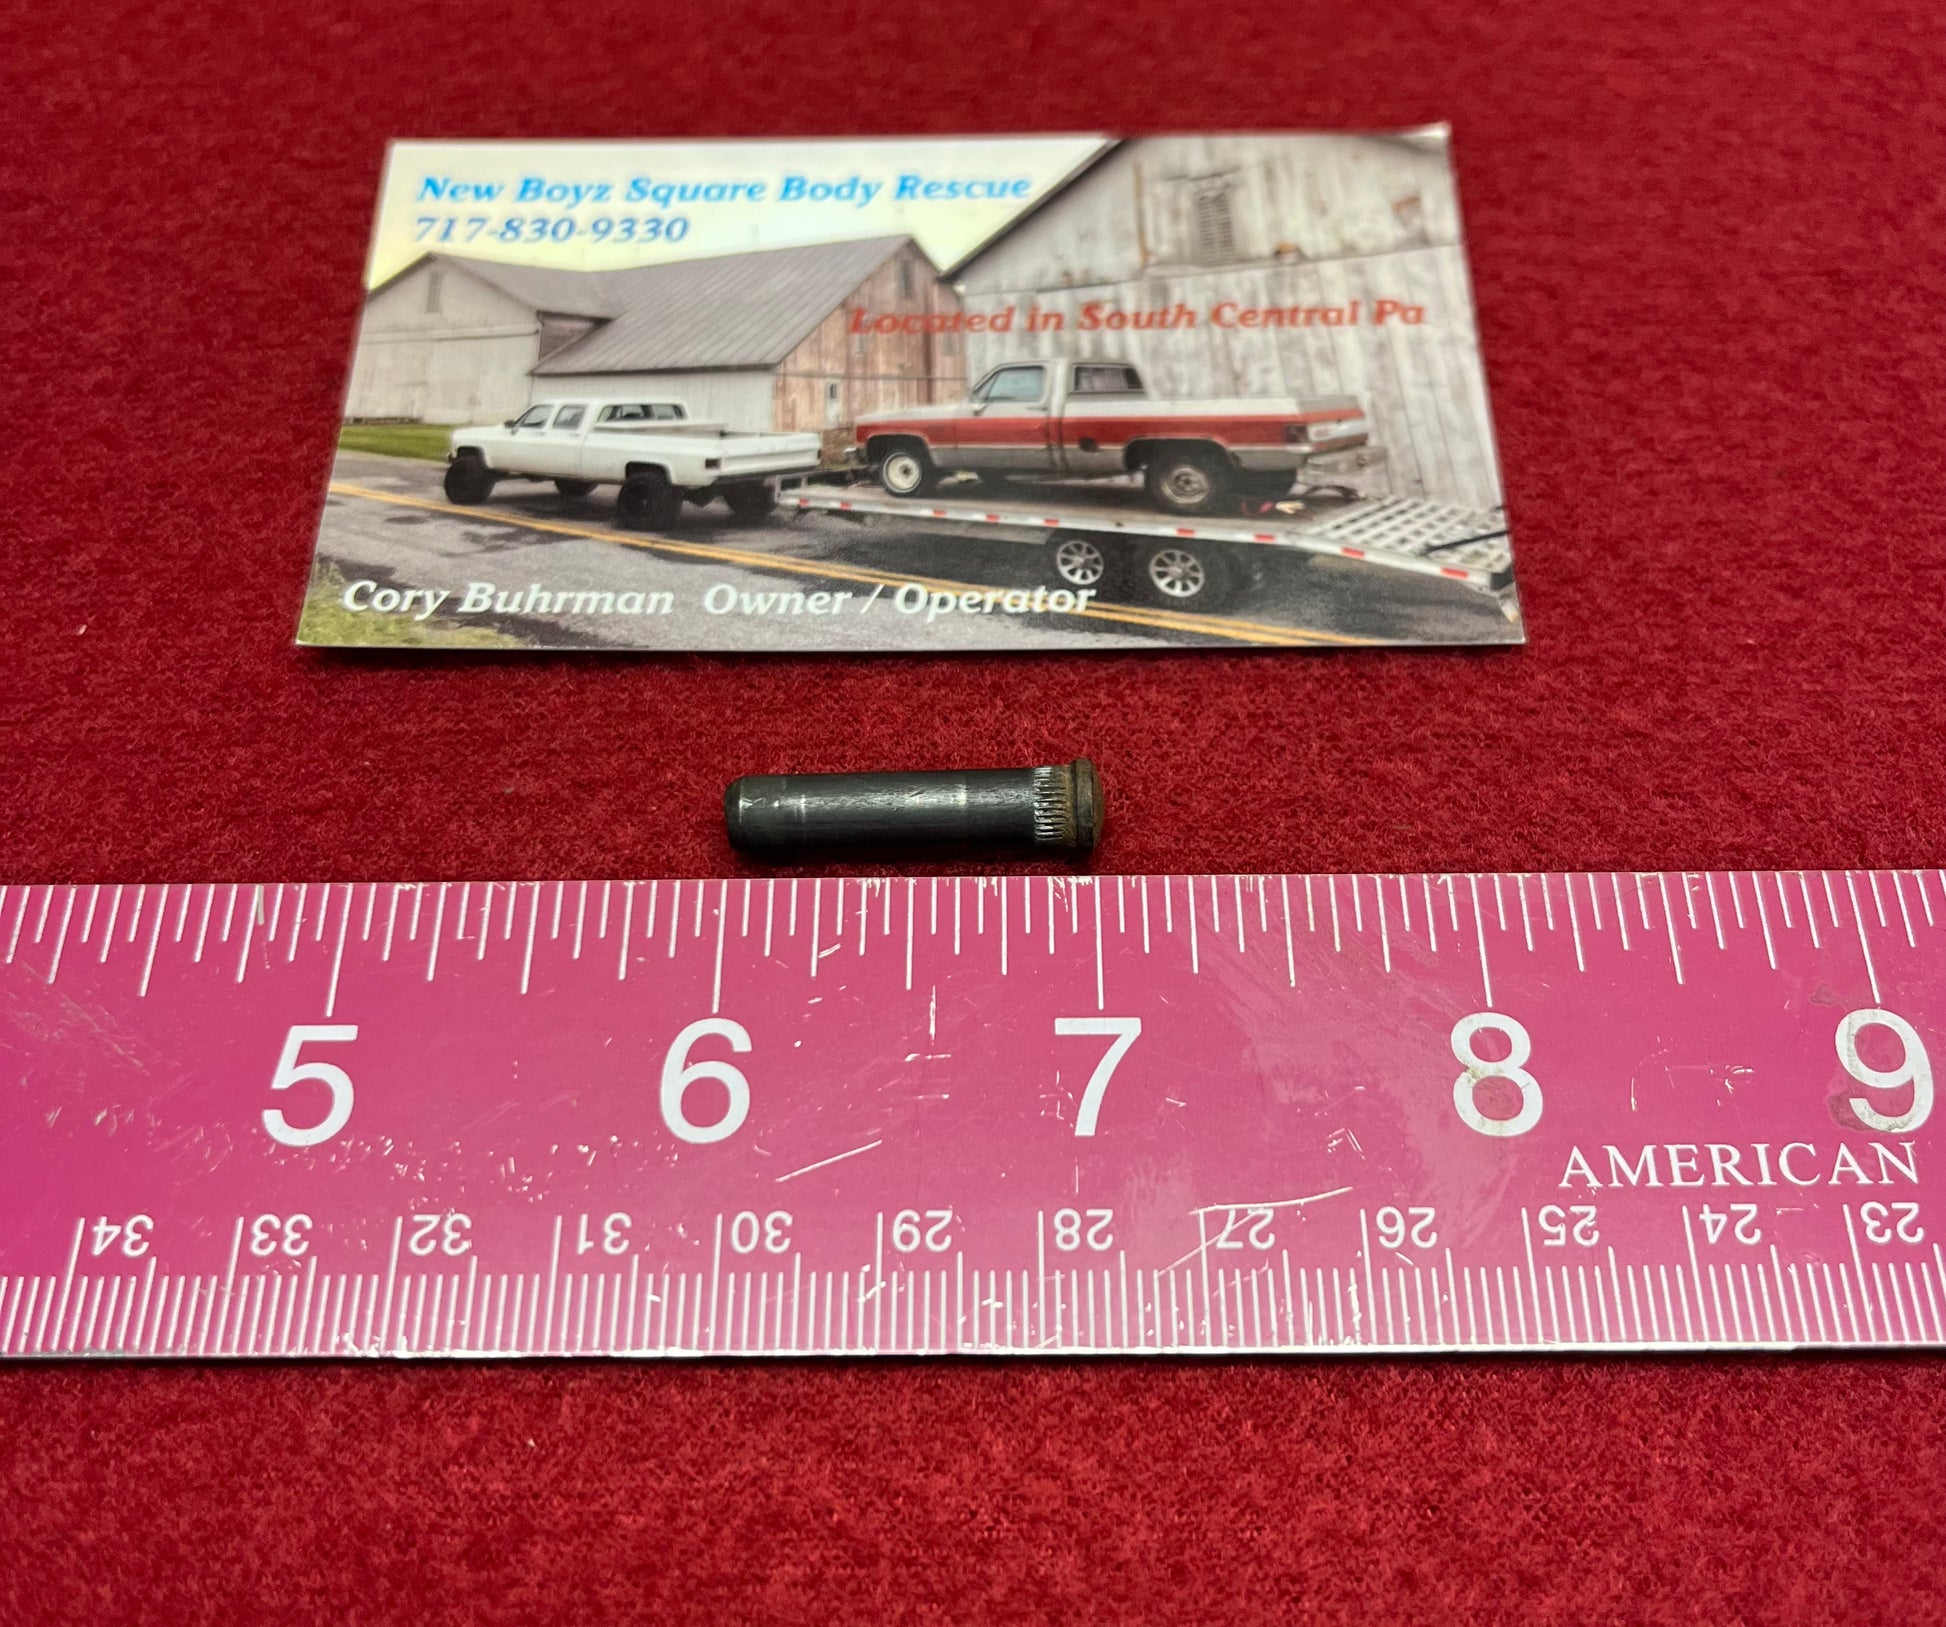 New Boyz Square Body Rescue
717-830-9330
Located in South Central Pa
Cory Buhrman Owner / Operator
5 6 7 8 9
AMERICAN
34 33 32 31 30 29 28 27 26 25 24 23